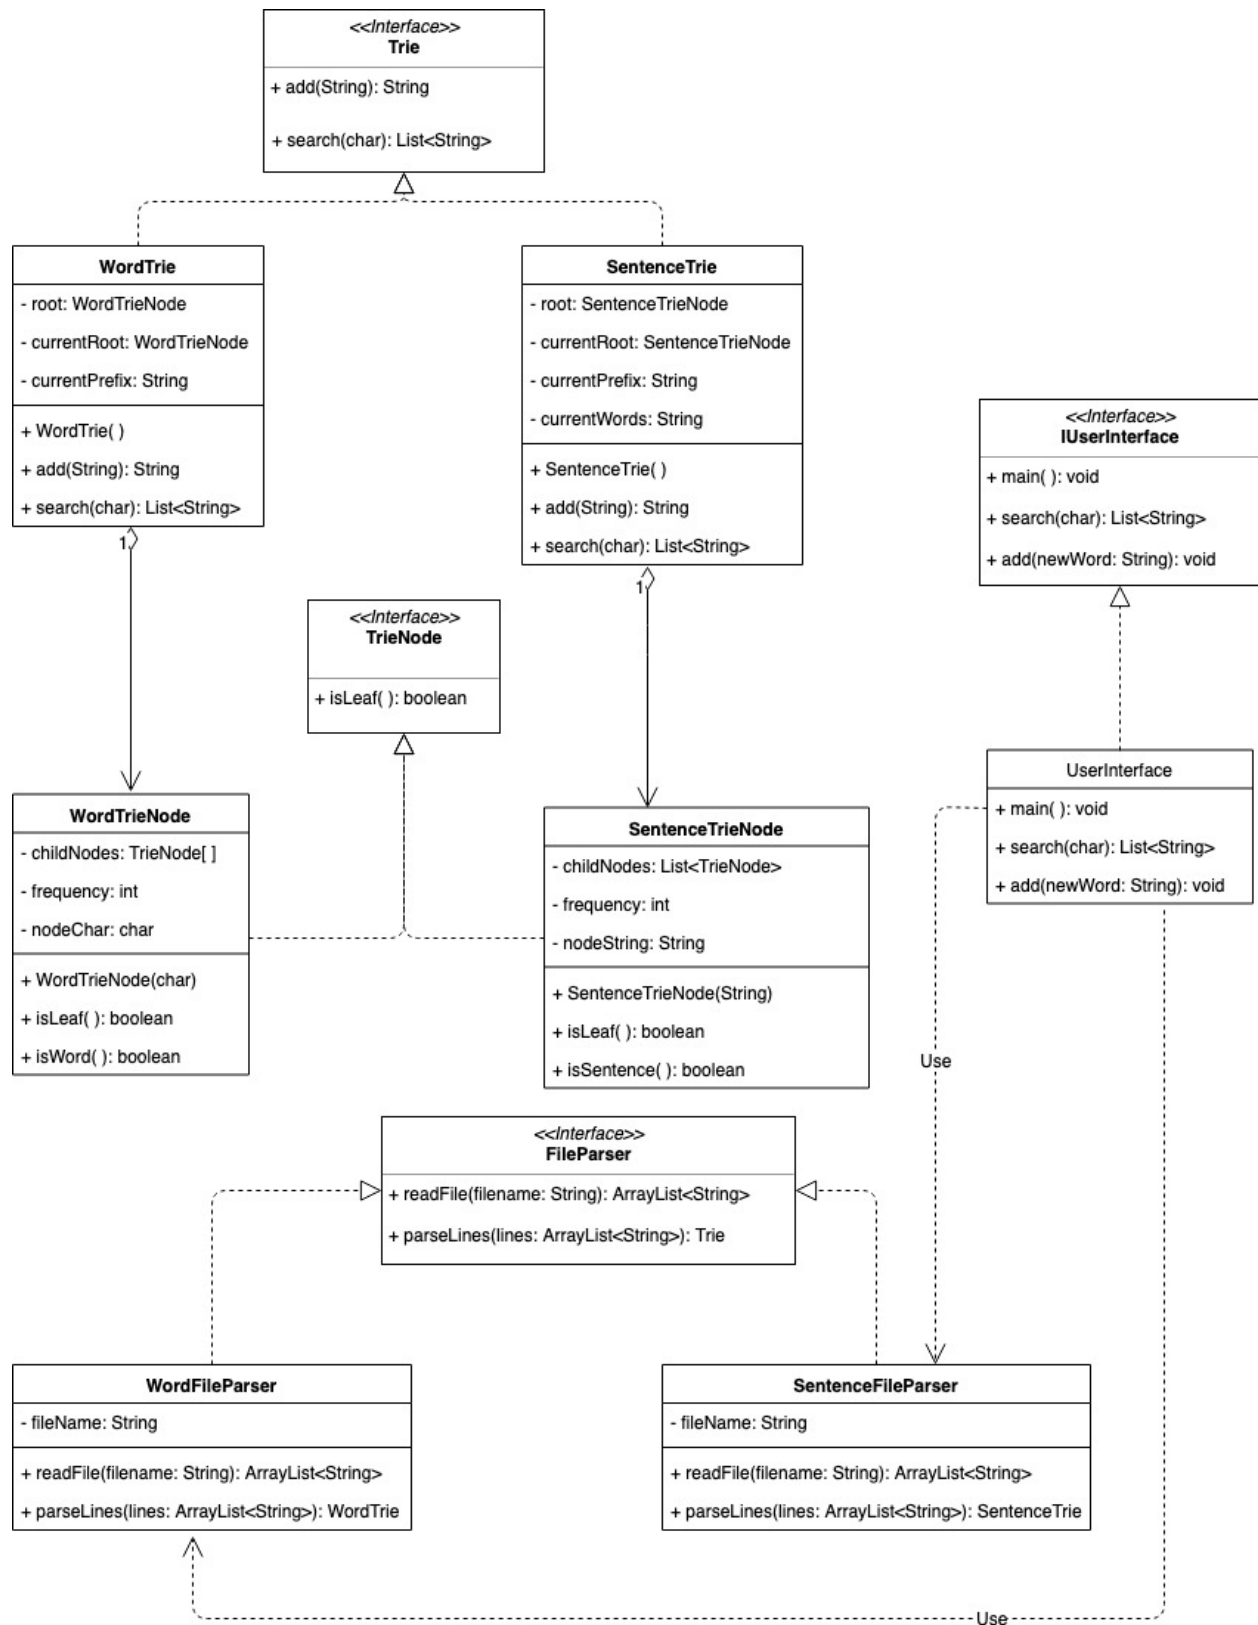 <<Interface>>
Trie
+ add(String): String
+ search(char): List<String>
WordTrie
- root: WordTrieNode
- currentRoot: WordTrieNode
- currentPrefix: String
+ WordTrie( )
+ add(String): String
+ search(char): List<String>
1
SentenceTrie
- root: SentenceTrieNode
- currentRoot: SentenceTrieNode
- currentPrefix: String
- currentWords: String
+ SentenceTrie( )
+ add(String): String
+ search(char): List<String>
1
<<Interface>>
IUserInterface
+ main( ): void
+ search(char): List<String>
+ add(newWord: String): void
<<Interface>>
TrieNode
+ isLeaf( ): boolean
WordTrieNode
- childNodes: TrieNode[ ]
- frequency: int
- nodeChar: char
+ WordTrieNode(char)
+ isLeaf( ): boolean
+ isWord( ): boolean
SentenceTrieNode
- childNodes: List<TrieNode>
- frequency: int
- nodeString: String
+ SentenceTrieNode(String)
+ isLeaf( ): boolean
+ isSentence( ): boolean
UserInterface
+ main( ): void
+ search(char): List<String>
+ add(newWord: String): void
Use
<<Interface>>
FileParser
+ readFile(filename: String): ArrayList<String>
+ parseLines(lines: ArrayList<String>): Trie
WordFileParser
- fileName: String
+ readFile(filename: String): ArrayList<String>
+ parseLines(lines: ArrayList<String>): WordTrie
SentenceFileParser
- fileName: String
+ readFile(filename: String): ArrayList<String>
+ parseLines(lines: ArrayList<String>): SentenceTrie
Use